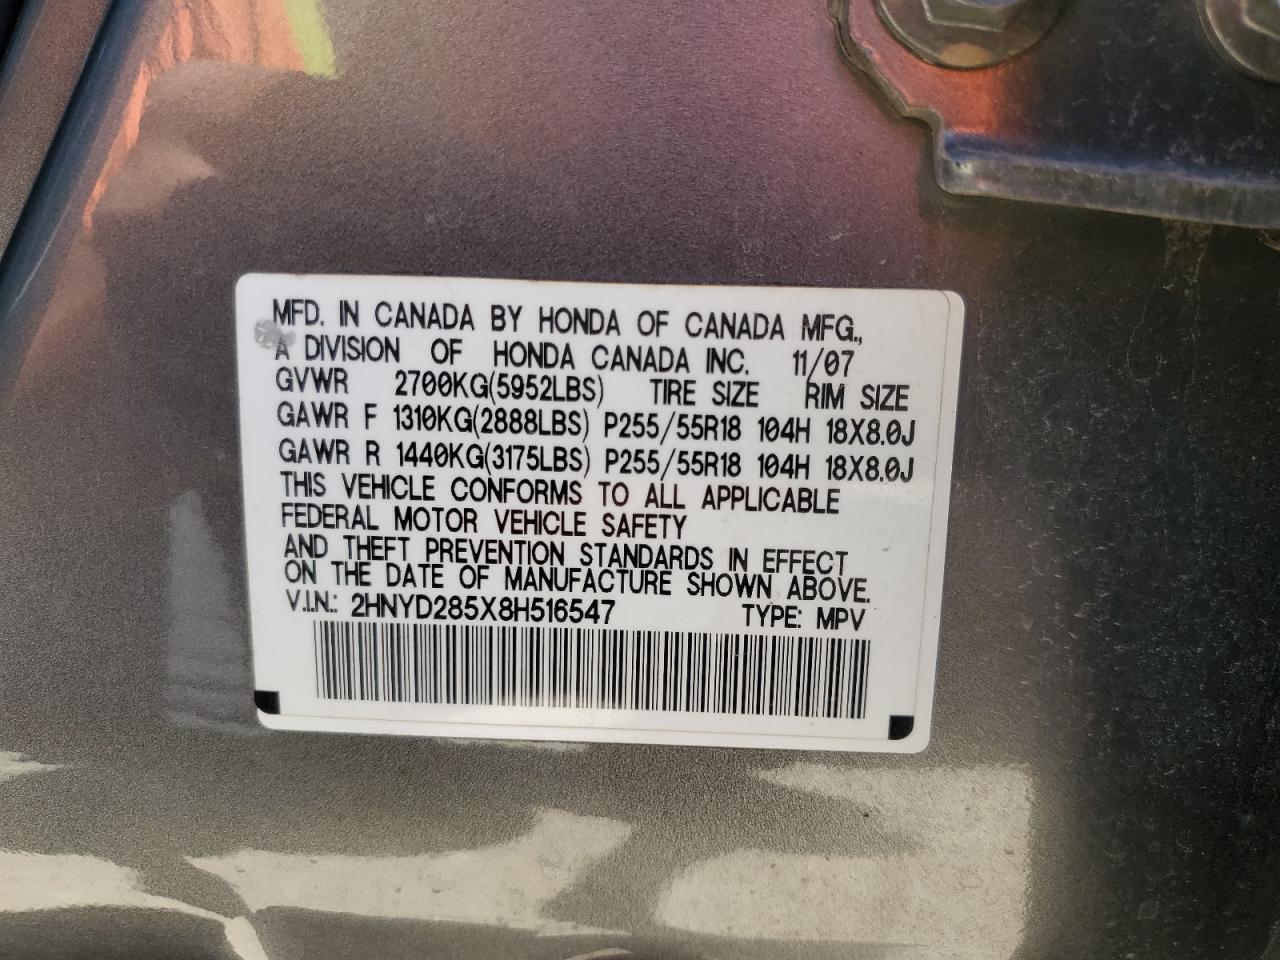 MFD. IN CANADA BY HONDA OF CANADA MFG.,
A DIVISION OF HONDA CANADA INC. 11/07
GVWR 2700KG(5952LBS) TIRE SIZE RIM SIZE
GAWR F 1310KG(2888LBS) P255/55R18 104H 18X8.0J
GAWR R 1440KG(3175LBS) P255/55R18 104H 18X8.0J
THIS VEHICLE CONFORMS TO ALL APPLICABLE
FEDERAL MOTOR VEHICLE SAFETY
AND THEFT PREVENTION STANDARDS IN EFFECT
ON THE DATE OF MANUFACTURE SHOWN ABOVE.
V.I.N.: 2HNYD285X8H516547 TYPE: MPV